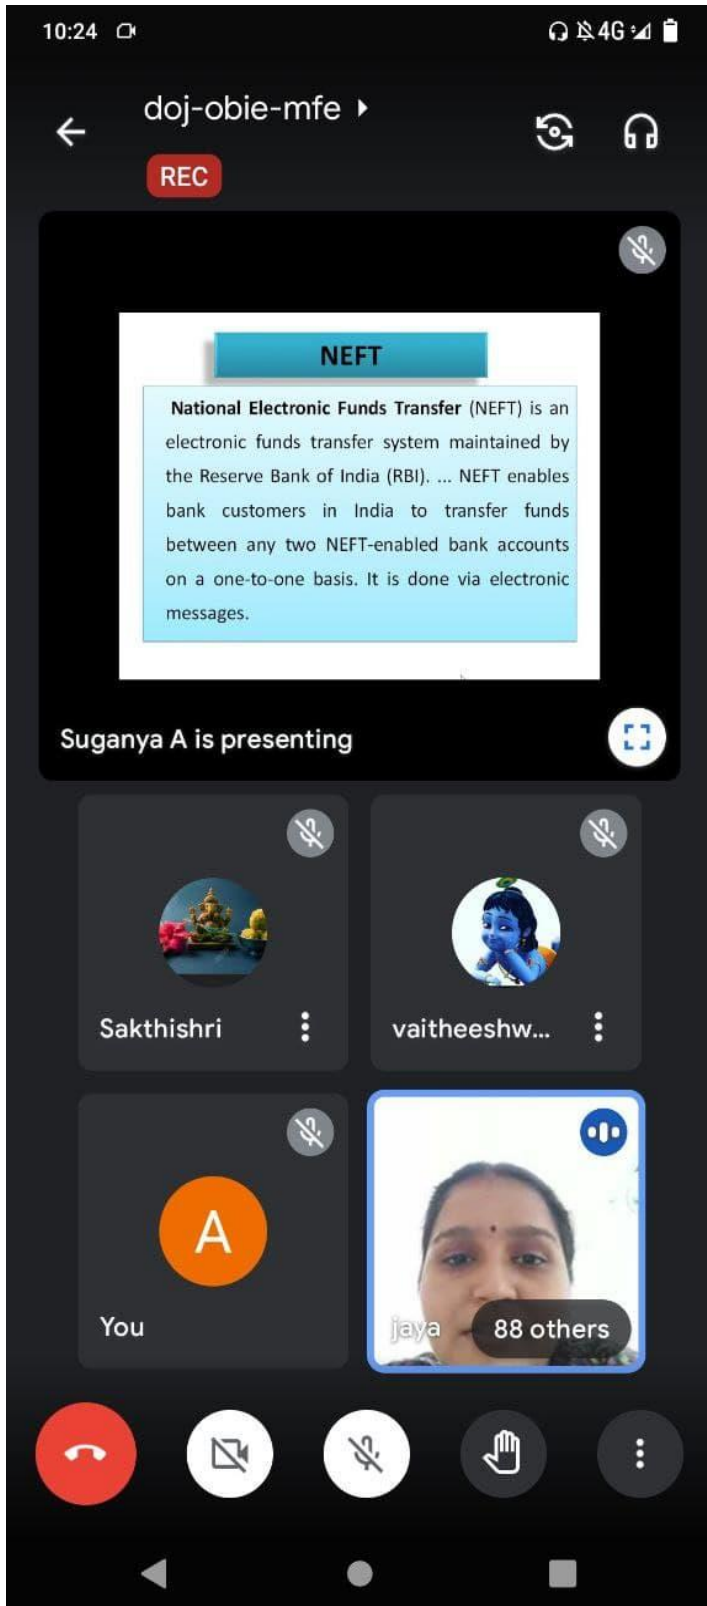 10:24
4G
doj-obie-mfe
REC
NEFT
National Electronic Funds Transfer (NEFT) is an
electronic funds transfer system maintained by
the Reserve Bank of India (RBI). ... NEFT enables
bank customers in India to transfer funds
between any two NEFT-enabled bank accounts
on a one-to-one basis. It is done via electronic
messages.
Suganya A is presenting
Sakthishri
vaitheeshw...
A
You
jaya
88 others